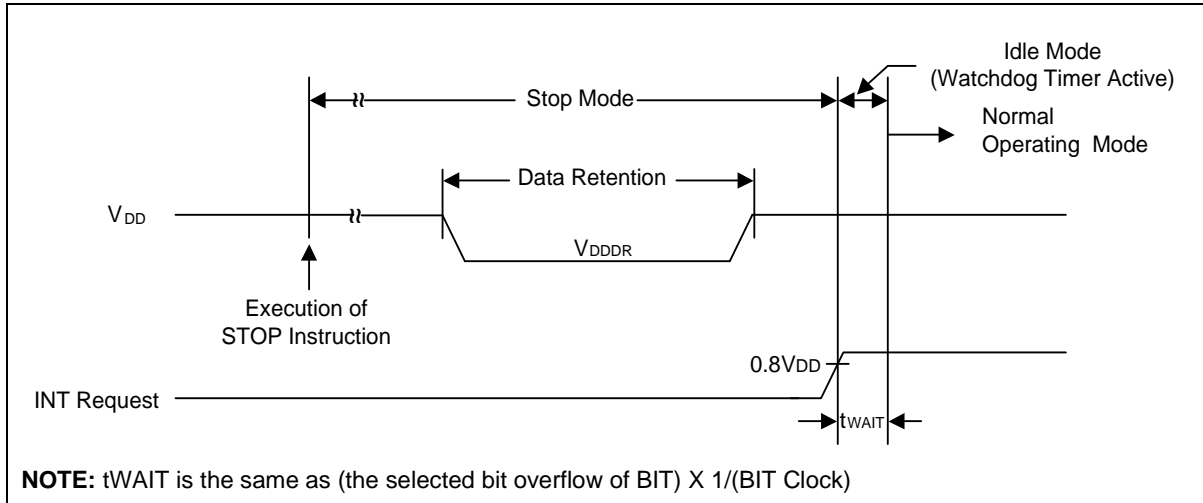 Idle Mode
(Watchdog Timer Active)
Stop Mode
Normal
Operating Mode
Data Retention
VDD
VDDDR
Execution of
STOP Instruction
0.8VDD
INT Request
tWAIT
NOTE: tWAIT is the same as (the selected bit overflow of BIT) X 1/(BIT Clock)